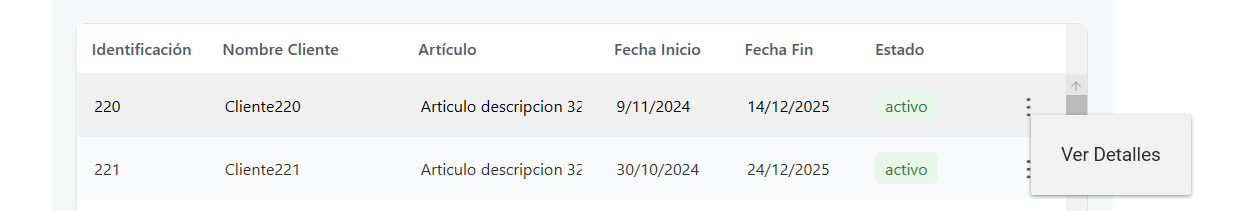 Identificación Nombre Cliente Artículo Fecha Inicio Fecha Fin Estado
220 Cliente220 Articulo descripcion 32 9/11/2024 14/12/2025 activo
Ver Detalles
221 Cliente221 Articulo descripcion 32 30/10/2024 24/12/2025 activo